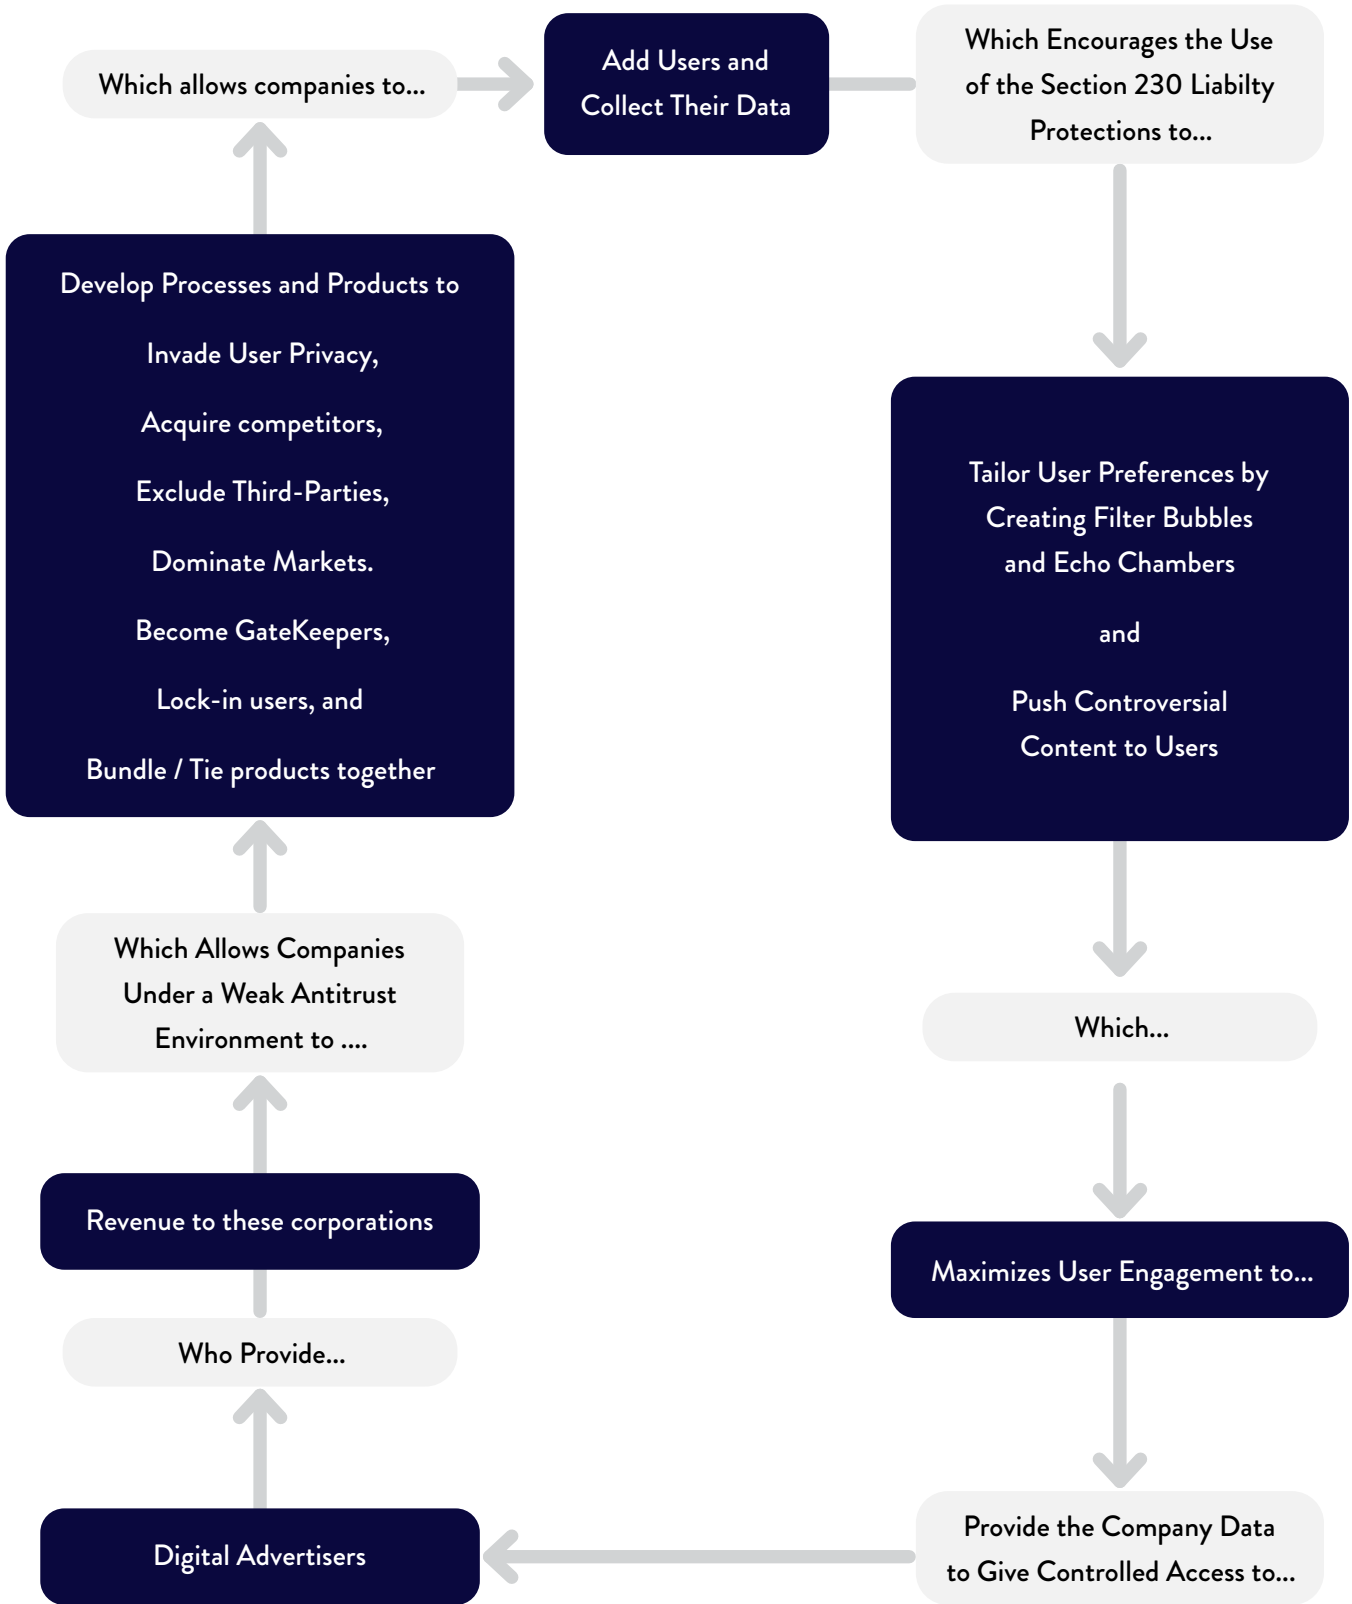 Which allows companies to...
Add Users and
Collect Their Data
Which Encourages the Use
of the Section 230 Liabilty
Protections to...
Tailor User Preferences by
Creating Filter Bubbles
and Echo Chambers
and
Push Controversial
Content to Users
Which...
Maximizes User Engagement to...
Provide the Company Data
to Give Controlled Access to...
Digital Advertisers
Who Provide...
Revenue to these corporations
Which Allows Companies
Under a Weak Antitrust
Environment to ....
Develop Processes and Products to
Invade User Privacy,
Acquire competitors,
Exclude Third-Parties,
Dominate Markets.
Become GateKeepers,
Lock-in users, and
Bundle / Tie products together